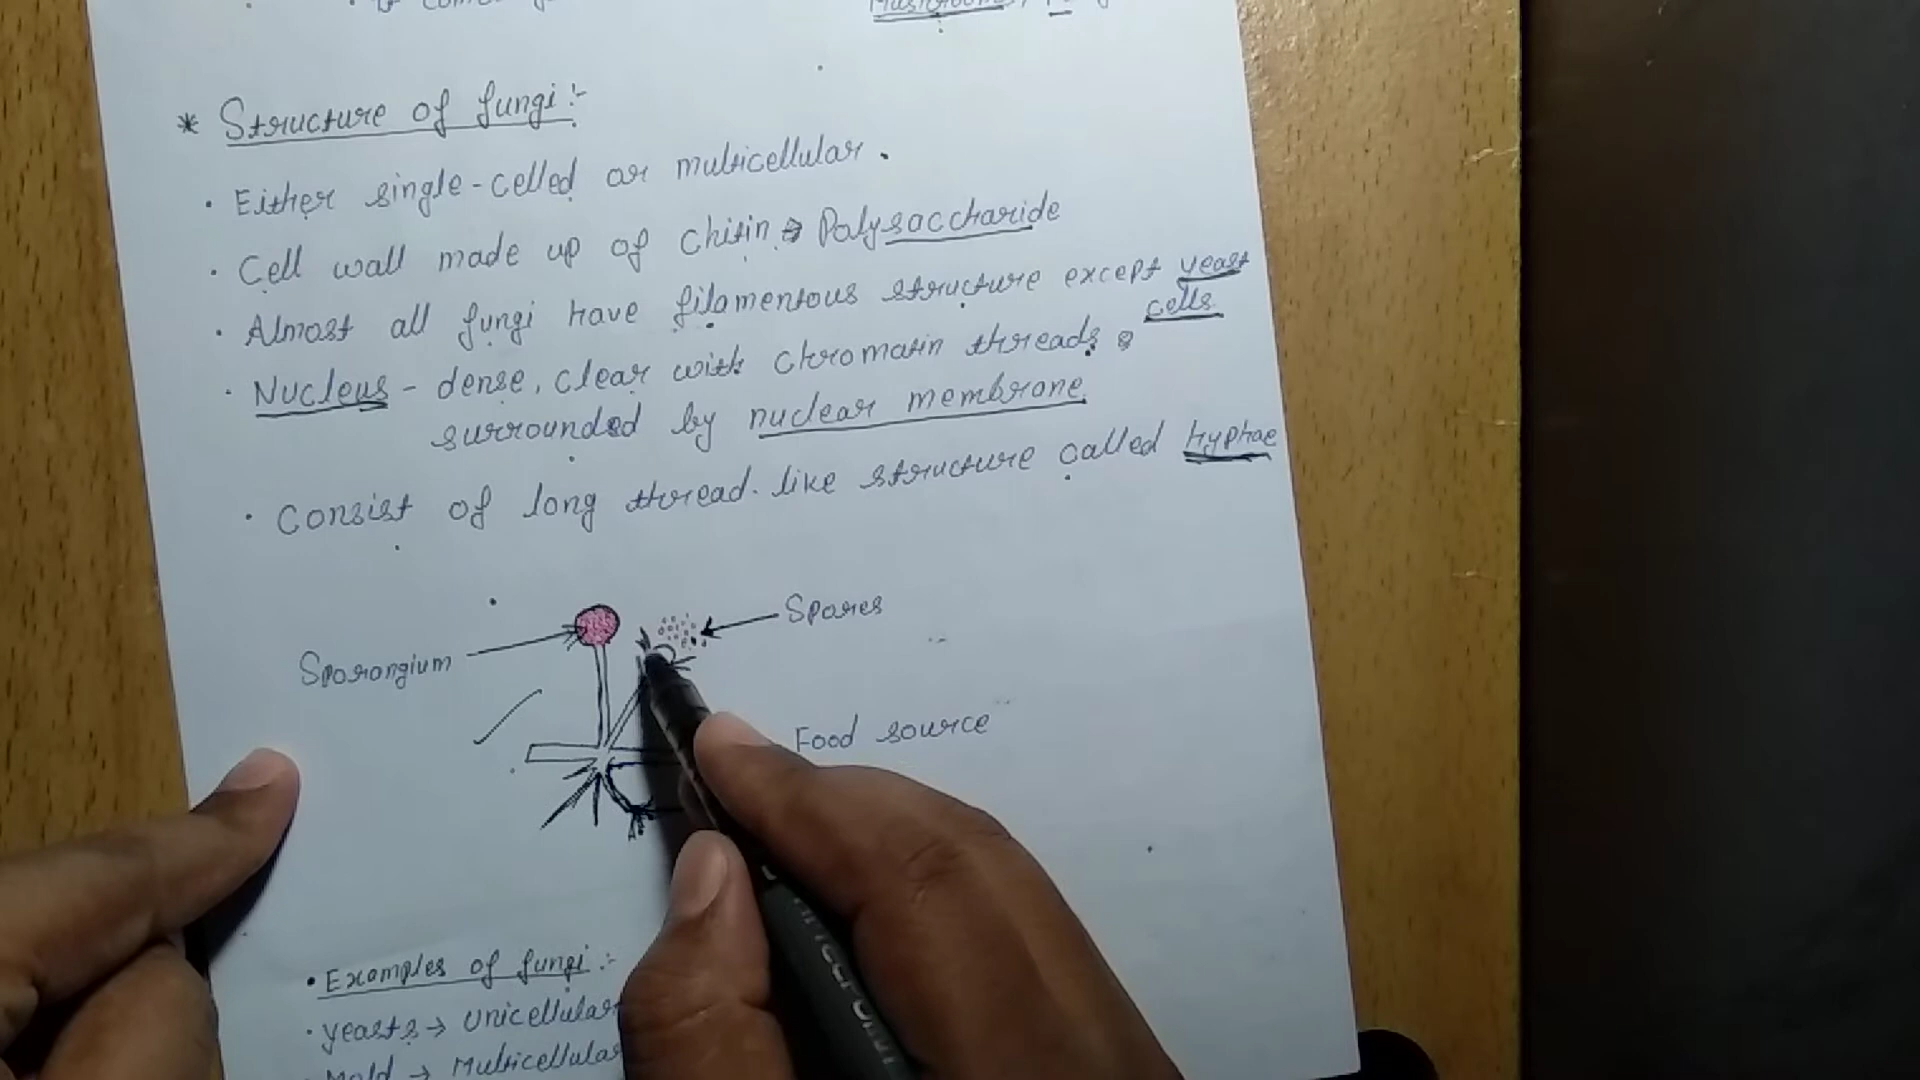 * Structure of fungi :-
• Either single-celled or multicellular.
• Cell wall made up of chitin → Polysaccharide
• Almost all fungi have filamentous structure except yeast
cells
• Nucleus - dense, clear with chromatin threads.
surrounded by nuclear membrane
• Consist of long thread-like structure called hyphae
Spores
Sporangium
Food source
• Examples of fungi :-
• yeasts → Unicellular
• Mold → Multicellular